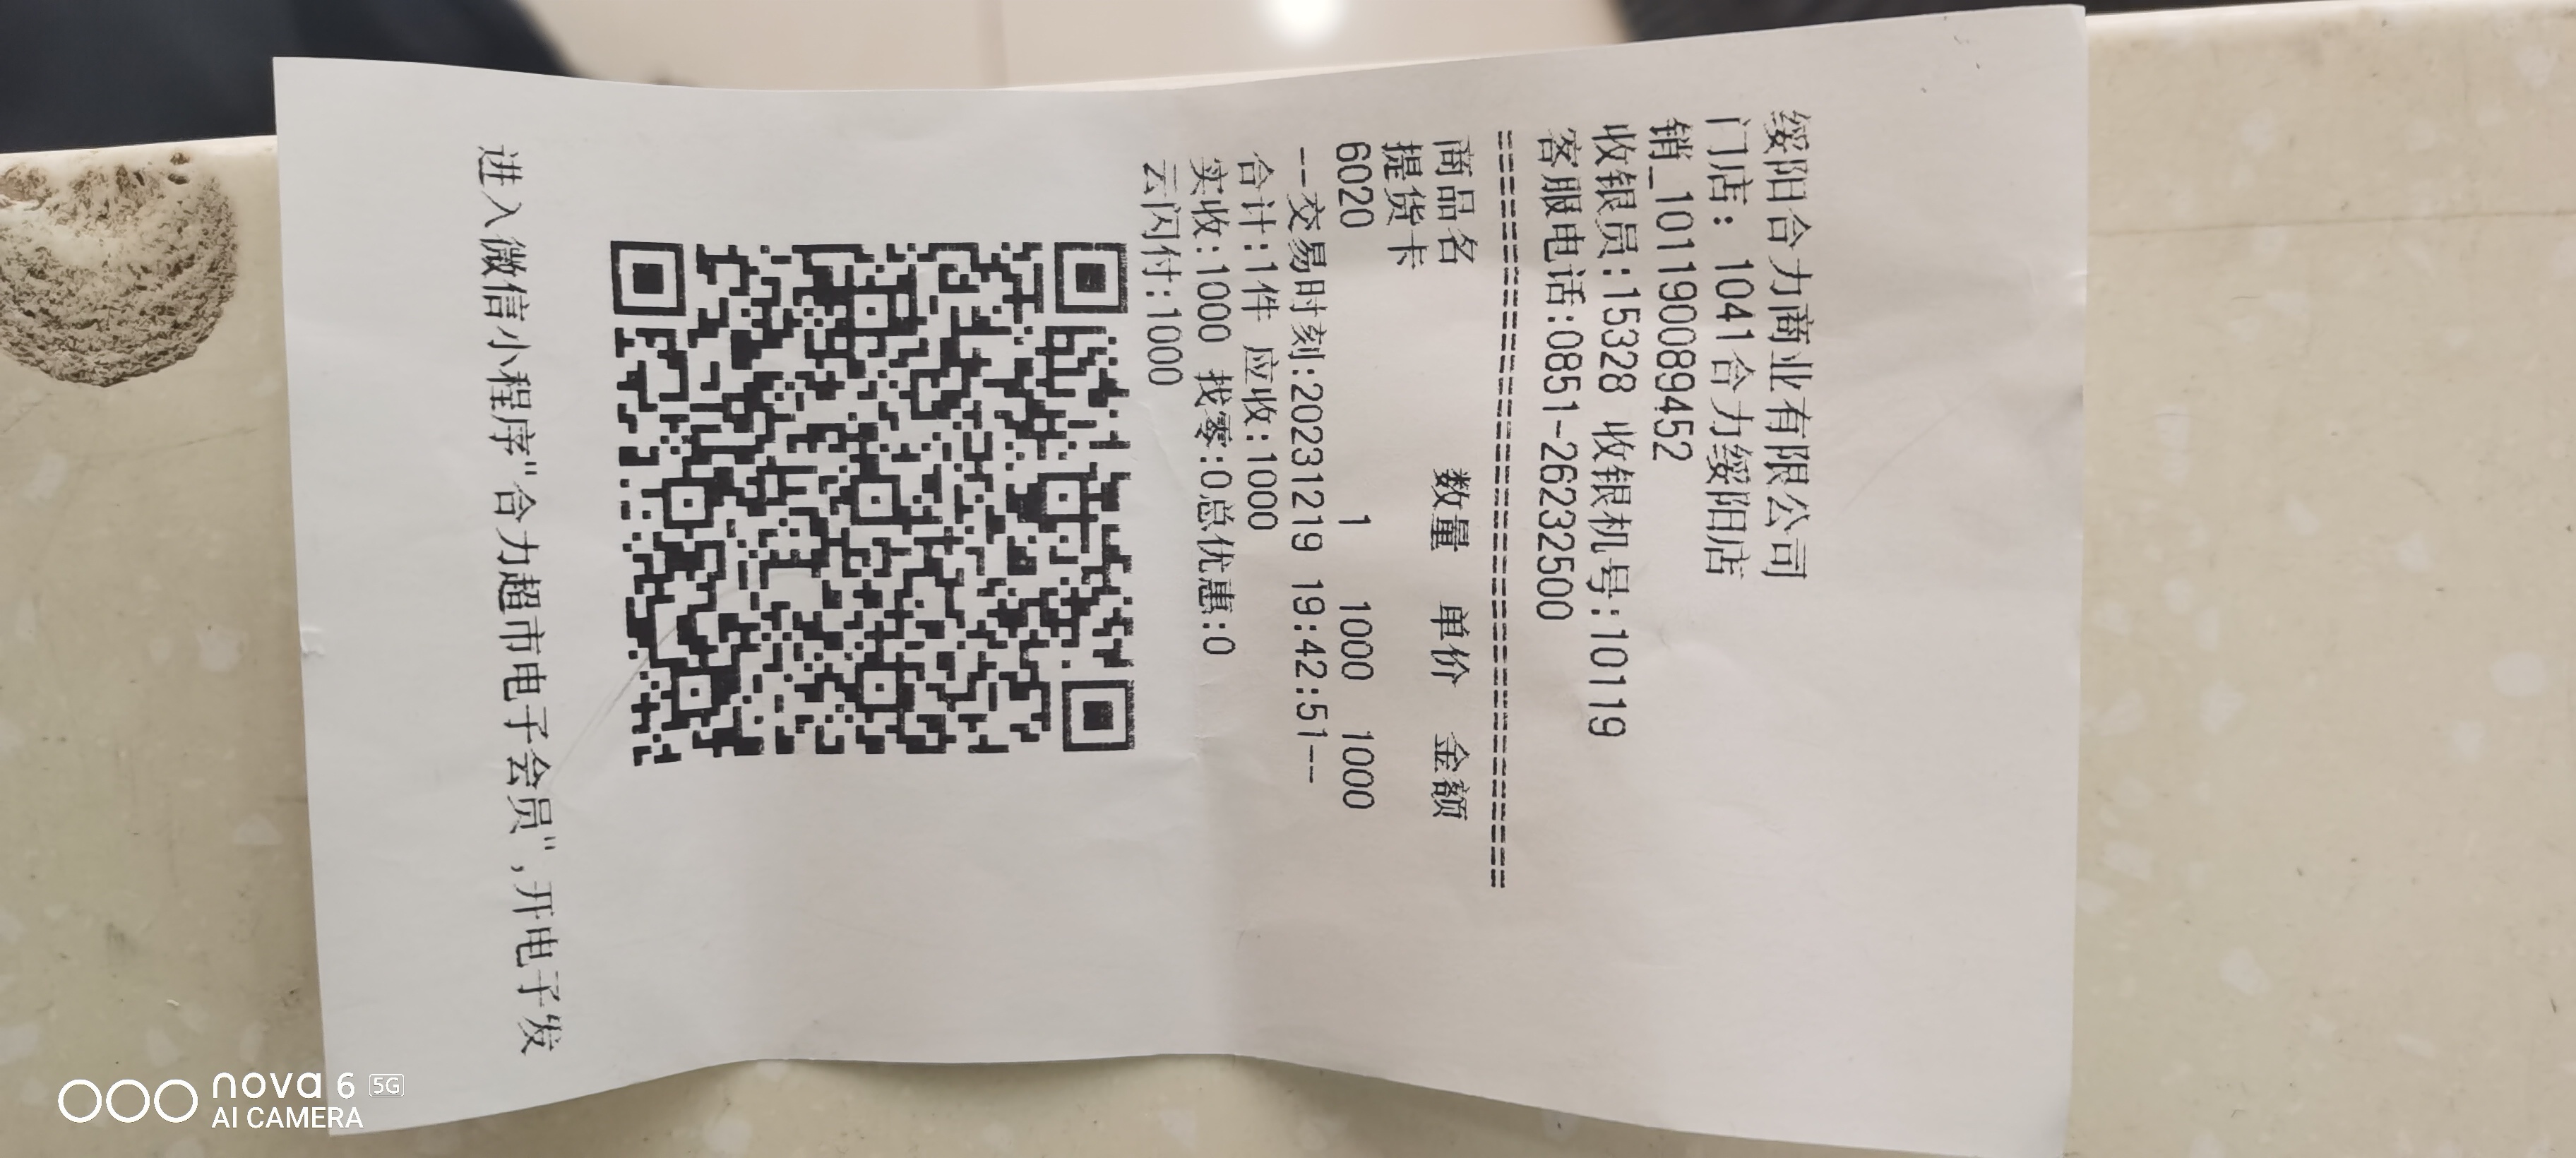 绥阳合力商业有限公司
门店: 1041合力绥阳店
销_101190089452
收银员:15328 收银机号:10119
客服电话:0851-26232500
==========================================
商品名 数量 单价 金额
提货卡
6020 1 1000 1000
--交易时刻:20231219 19:42:51--
合计:1件 应收:1000
实收:1000 找零:0总优惠:0
云闪付:1000
进入微信小程序"合力超市电子会员",开电子发
nova 6 5G
AI CAMERA